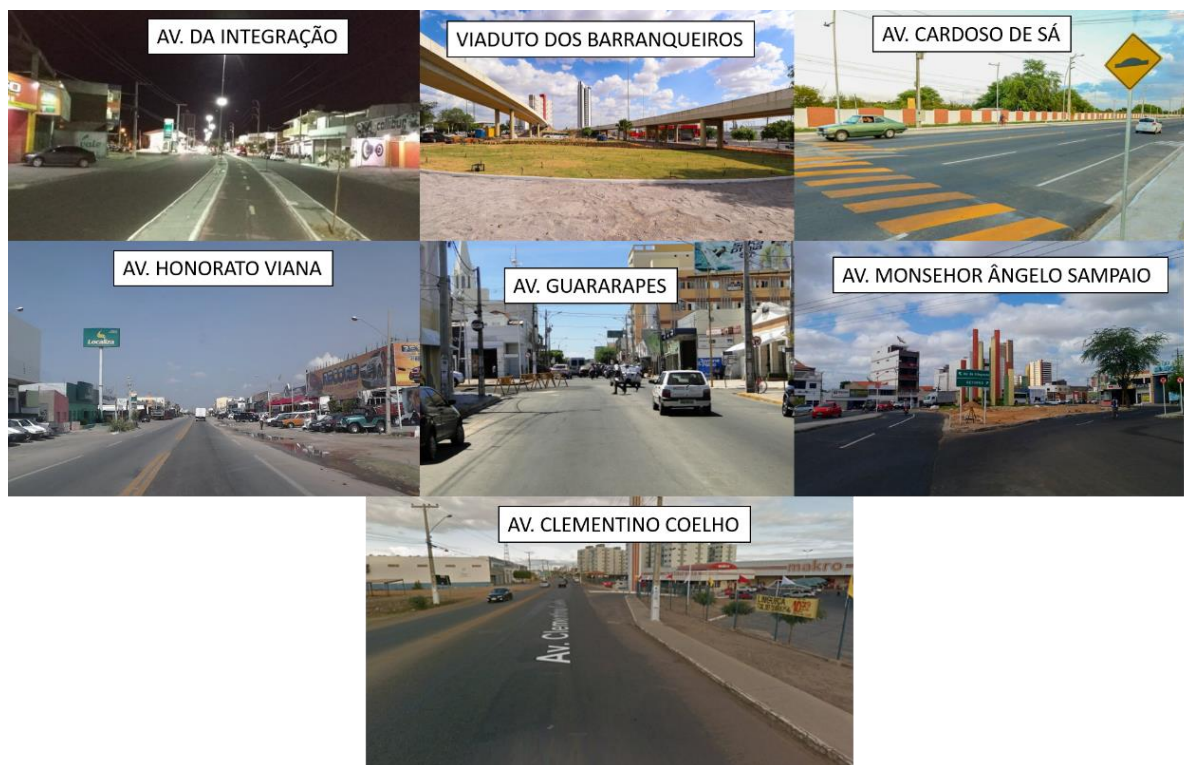 AV. DA INTEGRAÇÃO
VIADUTO DOS BARRANQUEIROS
AV. CARDOSO DE SÁ
AV. HONORATO VIANA
Localiza
AV. GUARARAPES
AV. MONSEHOR ÂNGELO SAMPAIO
AV. CLEMENTINO COELHO
makro
Av. Clementino